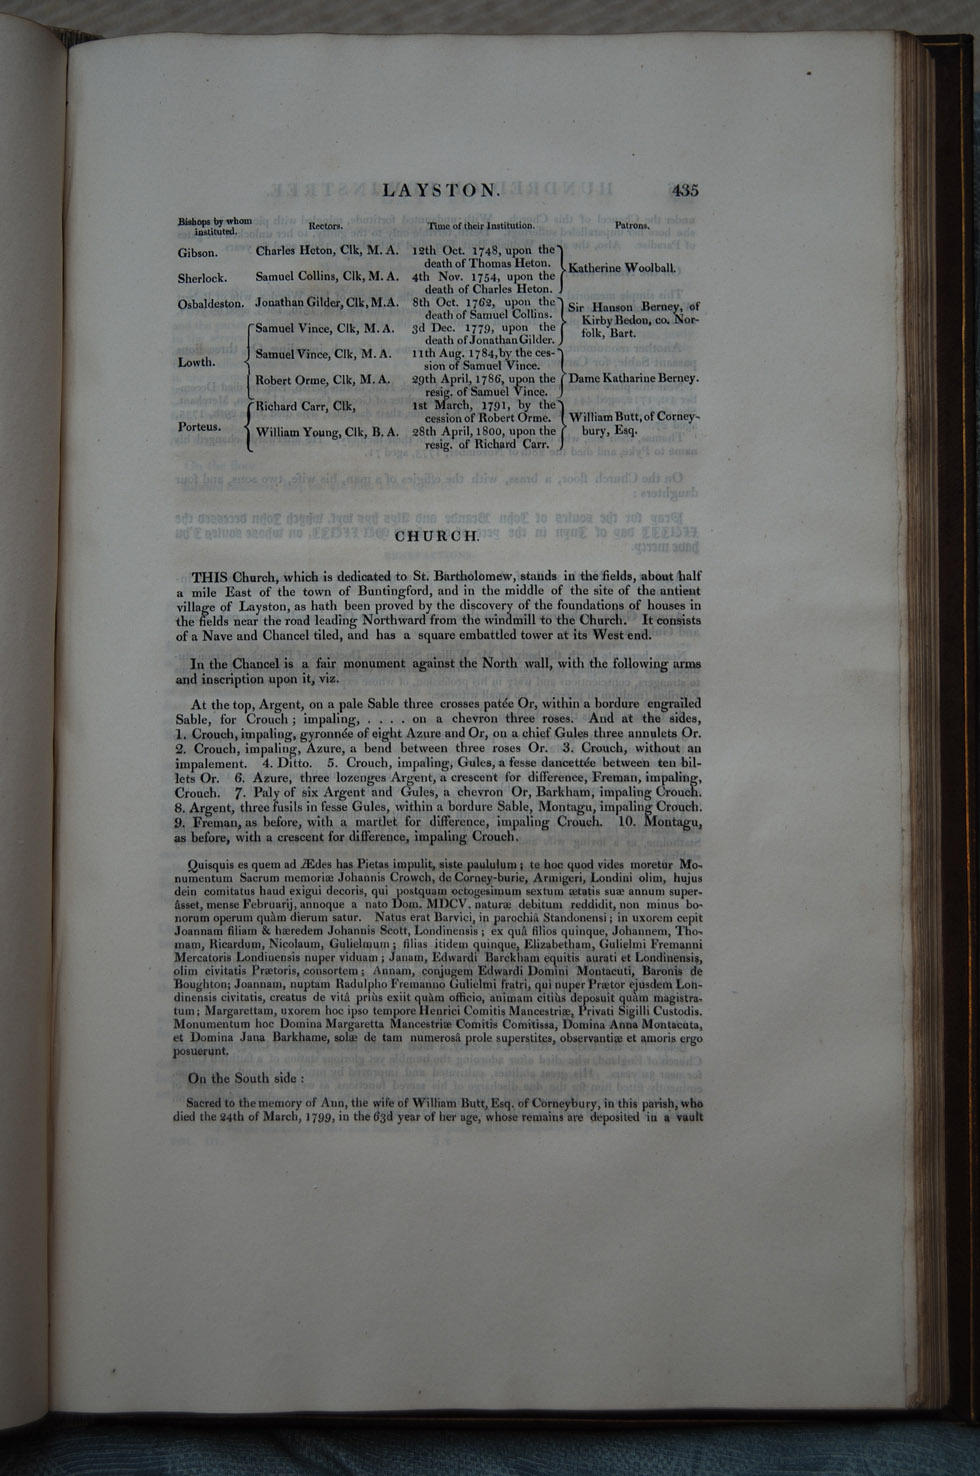 LAYSTON. 435
Bishops by whom instituted. Rectors. Time of their Institution. Patrons.
Gibson. Charles Heton, Clk, M. A. 12th Oct. 1748, upon the
death of Thomas Heton. Katherine Woolball.
Sherlock. Samuel Collins, Clk, M. A. 4th Nov. 1754, upon the
death of Charles Heton.
Osbaldeston. Jonathan Gilder, Clk, M.A. 8th Oct. 1762, upon the
death of Samuel Collins. Sir Hanson Berney, of
Samuel Vince, Clk, M. A. 3d Dec. 1779, upon the Kirby Bedon, co. Nor-
death of Jonathan Gilder. folk, Bart.
Lowth. Samuel Vince, Clk, M. A. 11th Aug. 1784, by the ces-
sion of Samuel Vince.
Robert Orme, Clk, M. A. 29th April, 1786, upon the Dame Katharine Berney.
resig. of Samuel Vince.
Richard Carr, Clk, 1st March, 1791, by the
cession of Robert Orme. William Butt, of Corney-
Porteus. William Young, Clk, B. A. 28th April, 1800, upon the bury, Esq.
resig. of Richard Carr.
CHURCH.
THIS Church, which is dedicated to St. Bartholomew, stands in the fields, about half
a mile East of the town of Buntingford, and in the middle of the site of the antient
village of Layston, as hath been proved by the discovery of the foundations of houses in
the fields near the road leading Northward from the windmill to the Church. It consists
of a Nave and Chancel tiled, and has a square embattled tower at its West end.
In the Chancel is a fair monument against the North wall, with the following arms
and inscription upon it, viz.
At the top, Argent, on a pale Sable three crosses patée Or, within a bordure engrailed
Sable, for Crouch; impaling, . . . . on a chevron three roses. And at the sides,
1. Crouch, impaling, gyronnée of eight Azure and Or, on a chief Gules three annulets Or.
2. Crouch, impaling, Azure, a bend between three roses Or. 3. Crouch, without an
impalement. 4. Ditto. 5. Crouch, impaling, Gules, a fesse dancettée between ten bil-
lets Or. 6. Azure, three lozenges Argent, a crescent for difference, Freman, impaling,
Crouch. 7. Paly of six Argent and Gules, a chevron Or, Barkham, impaling Crouch.
8. Argent, three fusils in fesse Gules, within a bordure Sable, Montagu, impaling Crouch.
9. Freman, as before, with a martlet for difference, impaling Crouch. 10. Montagu,
as before, with a crescent for difference, impaling Crouch.
Quisquis es quem ad Ædes has Pietas impulit, siste paululum; te hoc quod vides moretur Mo-
numentum Sacrum memoriæ Johannis Crowch, de Corney-burie, Armigeri, Londini olim, hujus
dein comitatus haud exigui decoris, qui postquam octogesimum sextum ætatis suæ annum super-
âsset, mense Februarij, annoque a nato Dom. MDCV. naturæ debitum reddidit, non minus bo-
norum operum quàm dierum satur. Natus erat Barvici, in parochiâ Standonensi; in uxorem cepit
Joannam filiam & hæredem Johannis Scott, Londinensis; ex quâ filios quinque, Johannem, Tho-
mam, Ricardum, Nicolaum, Gulielmum; filias itidem quinque, Elizabetham, Gulielmi Fremanni
Mercatoris Londinensis nuper viduam; Janam, Edwardi Barckham equitis aurati et Londinensis,
olim civitatis Prætoris, consortem; Annam, conjugem Edwardi Domini Montacuti, Baronis de
Boughton; Joannam, nuptam Radulpho Fremanno Gulielmi fratri, qui nuper Prætor ejusdem Lon-
dinensis civitatis, creatus de vitâ priùs exiit quàm officio, animam citiùs deposuit quàm magistra-
tum; Margarettam, uxorem hoc ipso tempore Henrici Comitis Mancestriæ, Privati Sigilli Custodis.
Monumentum hoc Domina Margaretta Mancestriæ Comitis Comitissa, Domina Anna Montacuta,
et Domina Jana Barkhame, solæ de tam numerosâ prole superstites, observantiæ et amoris ergo
posuerunt.
On the South side:
Sacred to the memory of Ann, the wife of William Butt, Esq. of Corneybury, in this parish, who
died the 24th of March, 1799, in the 63d year of her age, whose remains are deposited in a vault